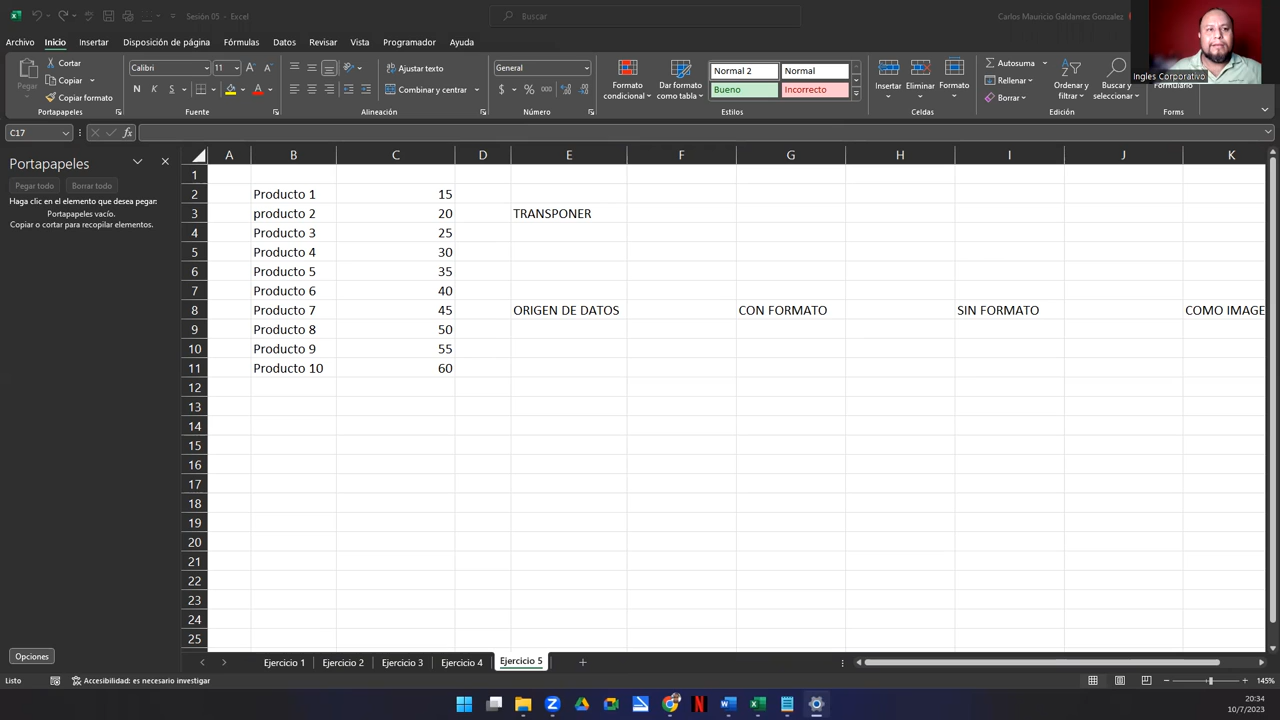 Sesión 05 - Excel
Buscar
Carlos Mauricio Galdamez Gonzalez
Archivo Inicio Insertar Disposición de página Fórmulas Datos Revisar Vista Programador Ayuda
Pegar
Cortar
Copiar
Copiar formato
Portapapeles
Calibri 11
N K S
Fuente
Ajustar texto
Combinar y centrar
Alineación
General
$ % 000
Número
Formato condicional
Dar formato como tabla
Normal 2 Normal
Bueno Incorrecto
Estilos
Insertar Eliminar Formato
Celdas
Autosuma
Rellenar
Borrar
Ordenar y filtrar
Buscar y seleccionar
Edición
Formulario
Forms
Ingles Corporativo
C17 fx
Portapapeles
Pegar todo Borrar todo
Haga clic en el elemento que desea pegar:
Portapapeles vacío.
Copiar o cortar para recopilar elementos.
Opciones
A B C D E F G H I J K
1
2 Producto 1 15
3 producto 2 20 TRANSPONER
4 Producto 3 25
5 Producto 4 30
6 Producto 5 35
7 Producto 6 40
8 Producto 7 45 ORIGEN DE DATOS CON FORMATO SIN FORMATO COMO IMAGE
9 Producto 8 50
10 Producto 9 55
11 Producto 10 60
12
13
14
15
16
17
18
19
20
21
22
23
24
25
Ejercicio 1 Ejercicio 2 Ejercicio 3 Ejercicio 4 Ejercicio 5
Listo Accesibilidad: es necesario investigar 145%
20:34
10/7/2023